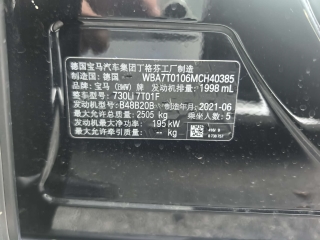 德国宝马汽车集团丁格芬工厂制造
制造国:德国 -- WBA7T0106MCH40385
品牌:宝马 (BMW) 牌 发动机排量:1998 mL
整车型号:730Li 7T01F
发动机型号:B48B20B 制造年月:2021-06
最大允许总质量:2505 kg 乘坐人数:5
最大发动机净功率:195 kW
最大允许牵引质量:-- kg